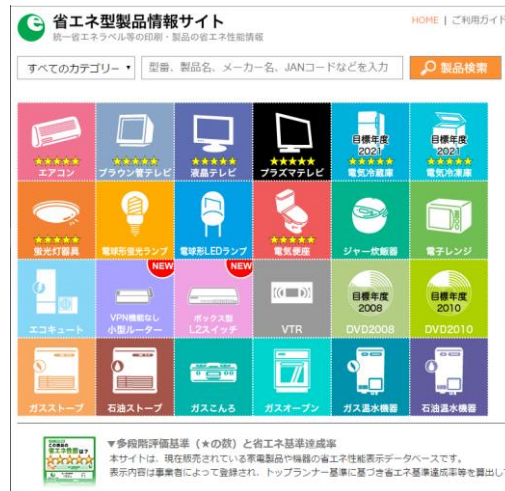 省エネ型製品情報サイト
統一省エネラベル等の印刷・製品の省エネ性能情報
HOME | ご利用ガイド
すべてのカテゴリー
型番、製品名、メーカー名、JANコードなどを入力
製品検索
★★★★★
エアコン
★★★★★
ブラウン管テレビ
★★★★★
液晶テレビ
★★★★★
プラズマテレビ
目標年度
2021
★★★★★
電気冷蔵庫
目標年度
2021
★★★★★
電気冷凍庫
★★★★★
蛍光灯器具
電球形蛍光ランプ
電球形LEDランプ
★★★★★
電気便座
ジャー炊飯器
電子レンジ
エコキュート
NEW
VPN機能なし
小型ルーター
NEW
ボックス型
L2スイッチ
VTR
目標年度
2008
DVD2008
目標年度
2010
DVD2010
ガスストーブ
石油ストーブ
ガスこんろ
ガスオーブン
ガス温水機器
石油温水機器
省エネ性能は?
▼多段階評価基準（★の数）と省エネ基準達成率
本サイトは、現在販売されている家電製品や機器の省エネ性能表示データベースです。
表示内容は事業者によって登録され、トップランナー基準に基づき省エネ基準達成率等を算出し